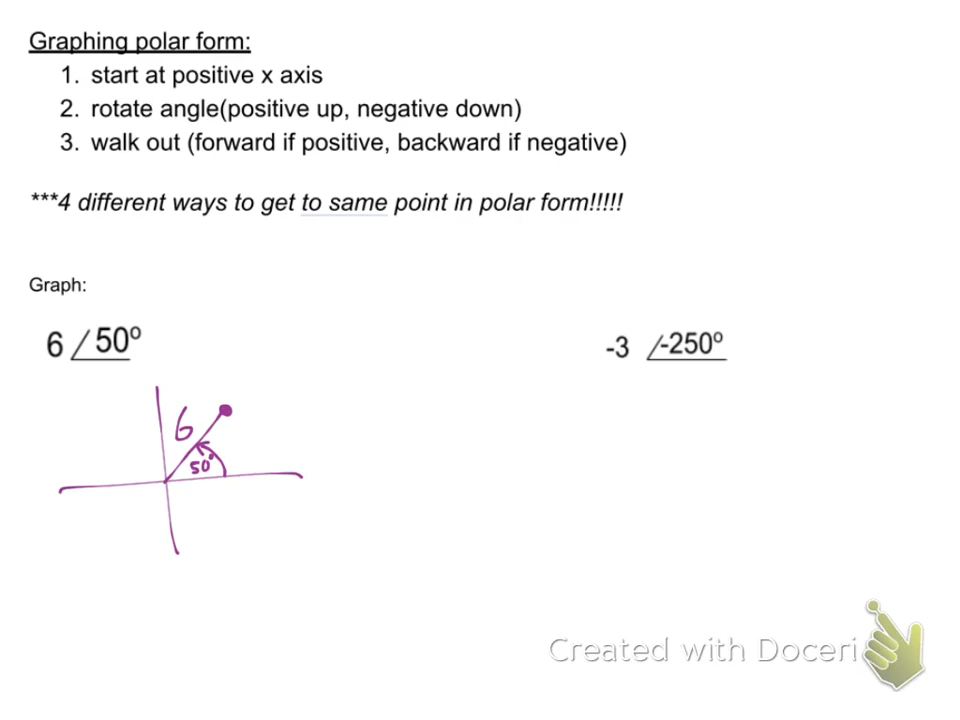 Graphing polar form:
1. start at positive x axis
2. rotate angle(positive up, negative down)
3. walk out (forward if positive, backward if negative)
***4 different ways to get to same point in polar form!!!!!
Graph:
6 ∠50º
-3 ∠-250º
6
50°
Created with Doceri